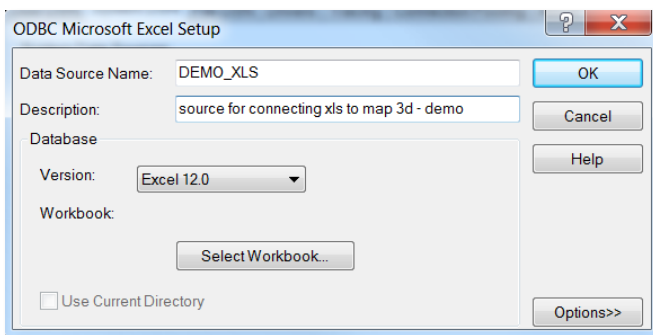 ODBC Microsoft Excel Setup
?
X
Data Source Name: DEMO_XLS
OK
Description: source for connecting xls to map 3d - demo
Cancel
Database
Help
Version: Excel 12.0
Workbook:
Select Workbook...
Use Current Directory
Options>>